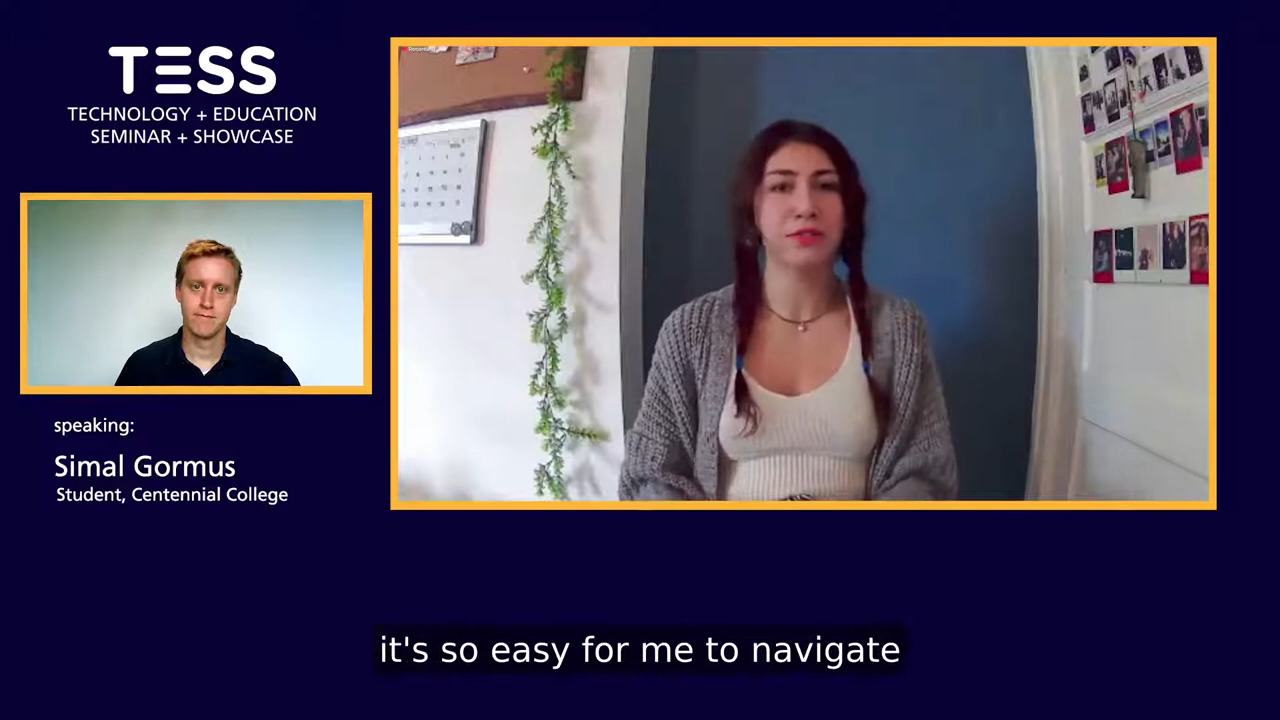 TESS
TECHNOLOGY + EDUCATION
SEMINAR + SHOWCASE
speaking:
Simal Gormus
Student, Centennial College
it's so easy for me to navigate